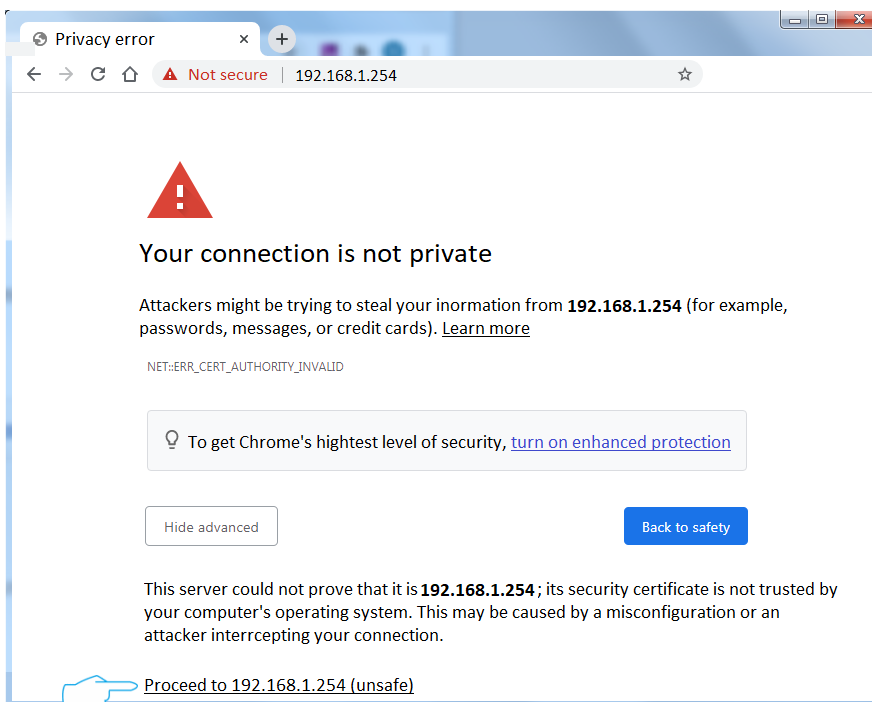 Privacy error
Not secure
192.168.1.254
Your connection is not private
Attackers might be trying to steal your inormation from 192.168.1.254 (for example,
passwords, messages, or credit cards). Learn more
NET::ERR_CERT_AUTHORITY_INVALID
To get Chrome's hightest level of security, turn on enhanced protection
Hide advanced
Back to safety
This server could not prove that it is 192.168.1.254; its security certificate is not trusted by
your computer's operating system. This may be caused by a misconfiguration or an
attacker interrcepting your connection.
Proceed to 192.168.1.254 (unsafe)